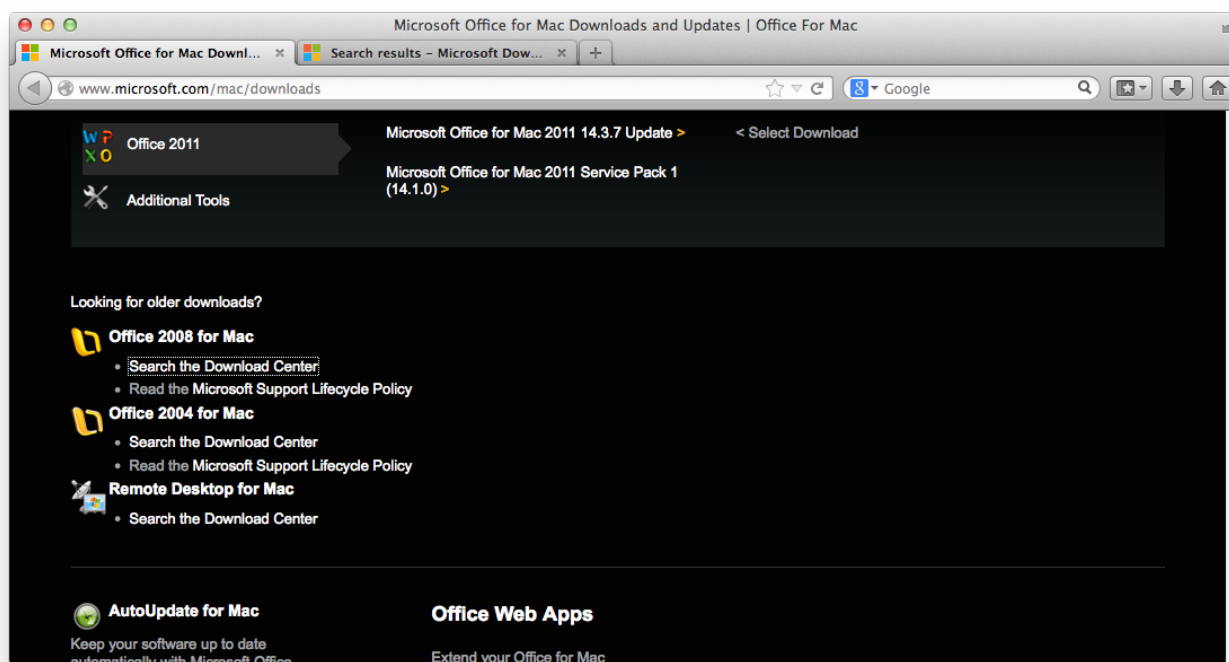 Microsoft Office for Mac Downloads and Updates | Office For Mac
Microsoft Office for Mac Downl...
Search results – Microsoft Dow...
www.microsoft.com/mac/downloads
Google
W P
X O
Office 2011
Additional Tools
Microsoft Office for Mac 2011 14.3.7 Update >
Microsoft Office for Mac 2011 Service Pack 1
(14.1.0) >
< Select Download
Looking for older downloads?
Office 2008 for Mac
• Search the Download Center
• Read the Microsoft Support Lifecycle Policy
Office 2004 for Mac
• Search the Download Center
• Read the Microsoft Support Lifecycle Policy
Remote Desktop for Mac
• Search the Download Center
AutoUpdate for Mac
Keep your software up to date
automatically with Microsoft Office
Office Web Apps
Extend your Office for Mac